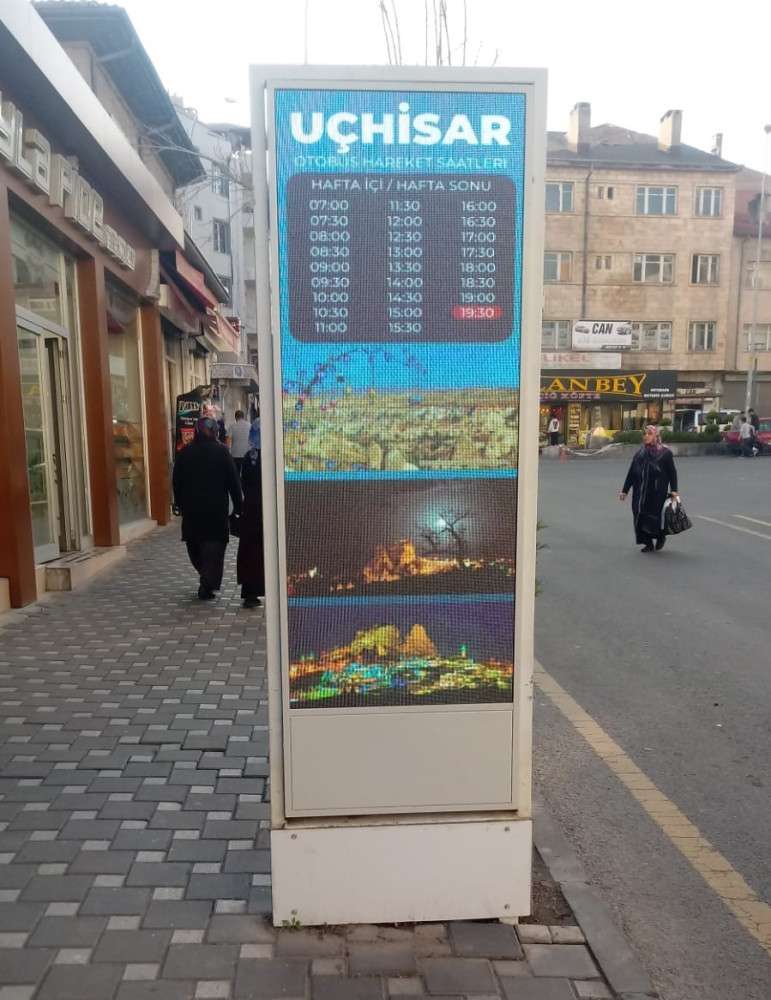 UÇHİSAR
OTOBÜS HAREKET SAATLERİ
HAFTA İÇİ / HAFTA SONU
07:00 11:30 16:00
07:30 12:00 16:30
08:00 12:30 17:00
08:30 13:00 17:30
09:00 13:30 18:00
09:30 14:00 18:30
10:00 14:30 19:00
10:30 15:00 19:30
11:00 15:30
CAN